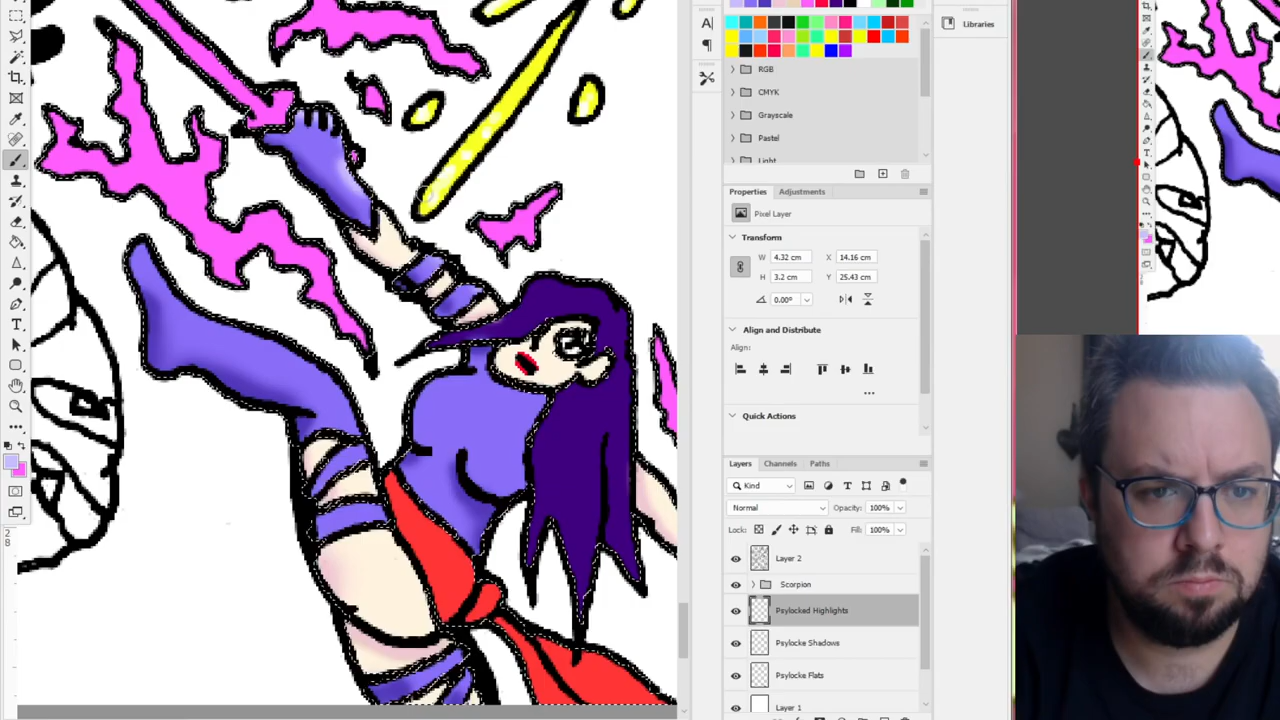 Libraries
RGB
CMYK
Grayscale
Pastel
Light
Properties Adjustments
Pixel Layer
Transform
W 4.32 cm X 14.16 cm
H 3.2 cm Y 25.43 cm
0.00°
Align and Distribute
Align:
Quick Actions
Layers Channels Paths
Kind
Normal Opacity: 100%
Lock: Fill: 100%
Layer 2
Scorpion
Psylocked Highlights
Psylocke Shadows
Psylocke Flats
Layer 1
2
8